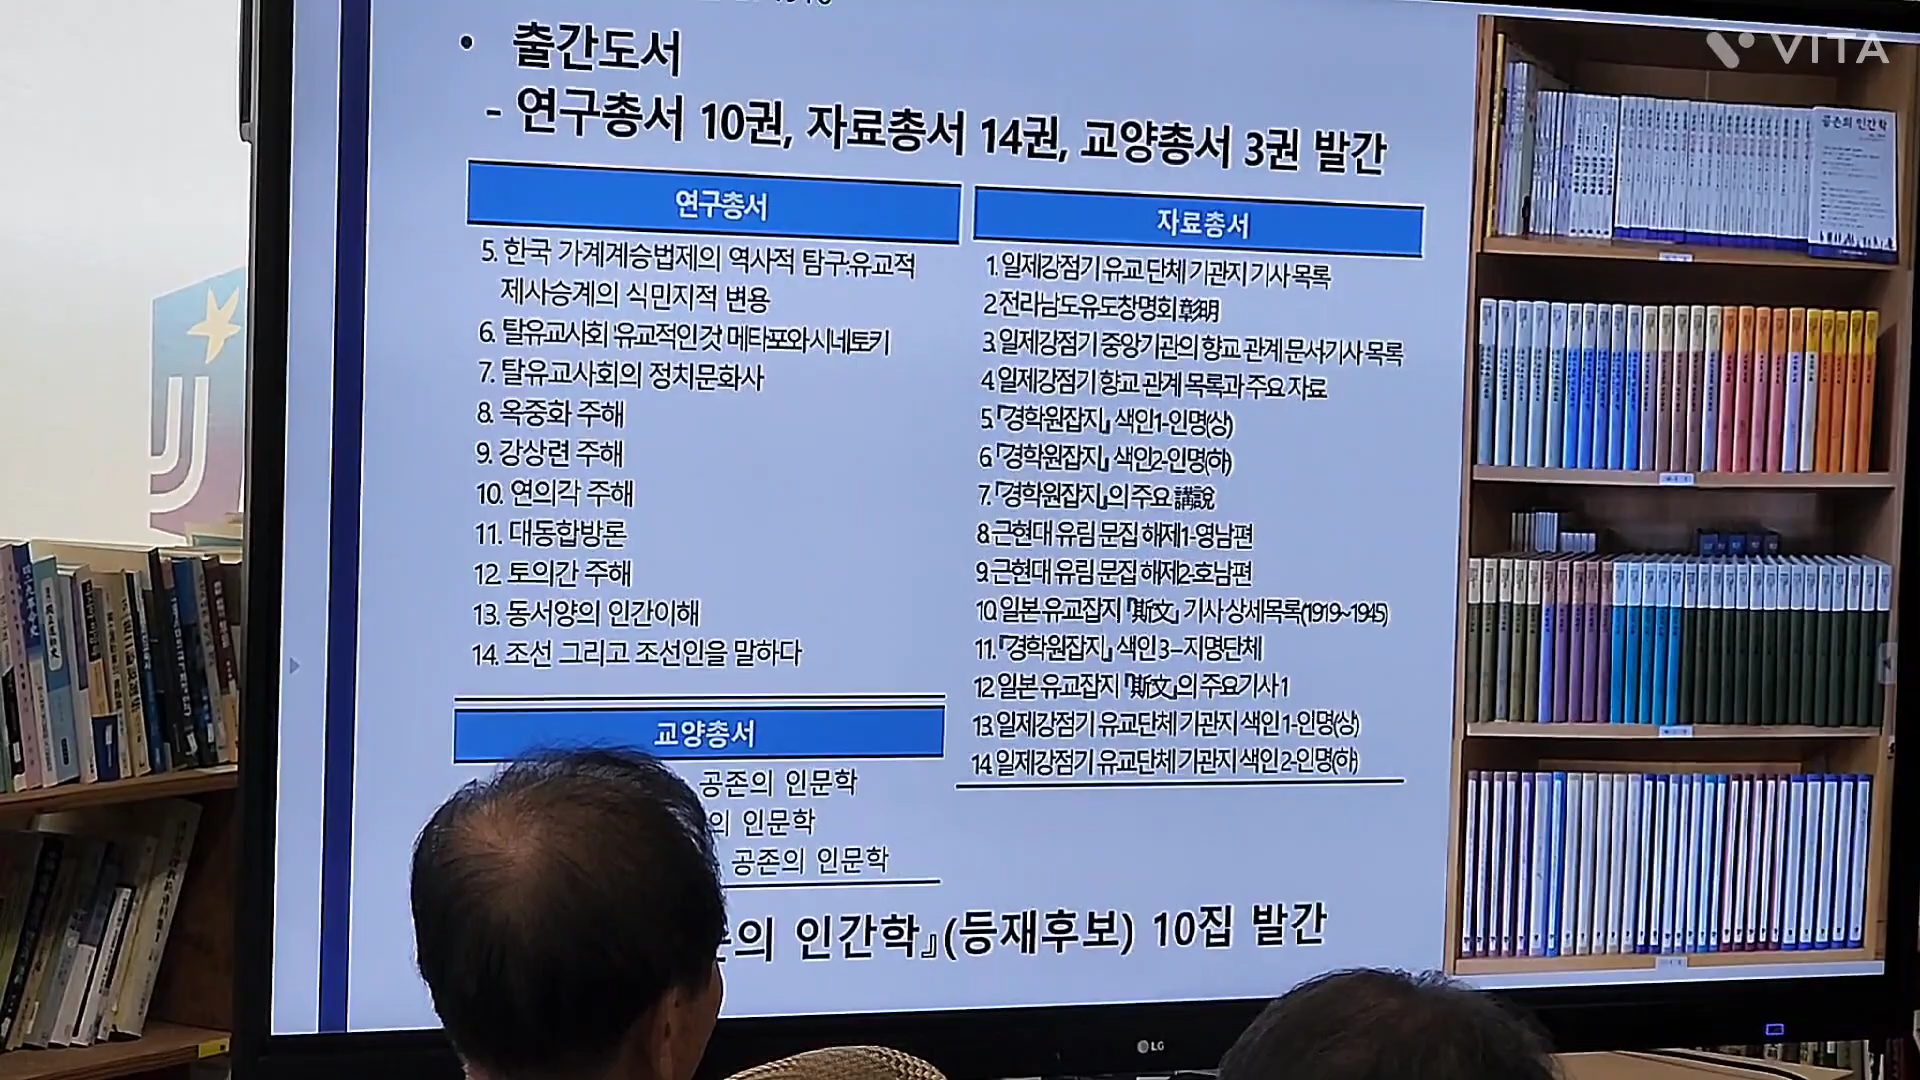 • 출간도서
- 연구총서 10권, 자료총서 14권, 교양총서 3권 발간
연구총서
5. 한국 가계계승법제의 역사적 탐구:유교적
제사승계의 식민지적 변용
6. 탈유교사회 유교적인것 메타포와시네토키
7. 탈유교사회의 정치문화사
8. 옥중화 주해
9. 강상련 주해
10. 연의각 주해
11. 대동합방론
12. 토의간 주해
13. 동서양의 인간이해
14. 조선 그리고 조선인을 말하다
교양총서
공존의 인문학
의 인문학
공존의 인문학
자료총서
1. 일제강점기 유교 단체 기관지 기사 목록
2 전라남도유도창명회 彰明
3. 일제강점기 중앙기관의 향교 관계 문서기사 목록
4 일제강점기 향교 관계 목록과 주요 자료
5.『경학원잡지』 색인1-인명(상)
6.『경학원잡지』 색인2-인명(하)
7.『경학원잡지』의 주요 講說
8.근현대 유림 문집 해제1-영남편
9.근현대 유림 문집 해제2-호남편
10.일본 유교잡지 『斯文』 기사 상세목록(1919~1945)
11.『경학원잡지』 색인 3-지명단체
12 일본 유교잡지 『斯文』의 주요기사 1
13.일제강점기 유교단체 기관지 색인 1-인명(상)
14.일제강점기 유교단체 기관지 색인 2-인명(하)
의 인간학』(등재후보) 10집 발간
공존의 인간학
VITA
LG